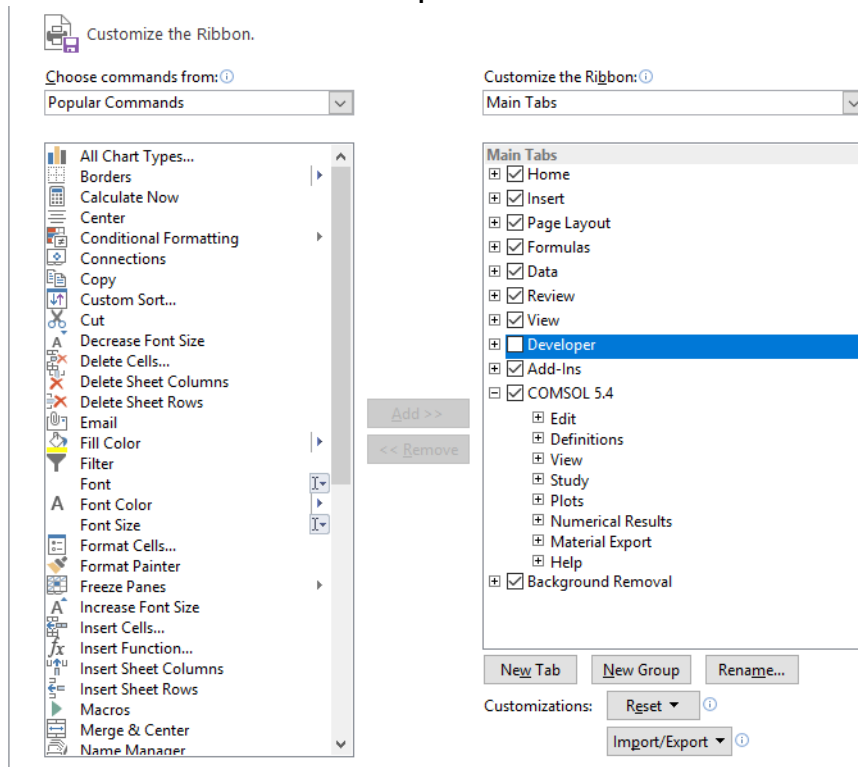 Customize the Ribbon.
Choose commands from:
Popular Commands
All Chart Types...
Borders
Calculate Now
Center
Conditional Formatting
Connections
Copy
Custom Sort...
Cut
Decrease Font Size
Delete Cells...
Delete Sheet Columns
Delete Sheet Rows
Email
Fill Color
Filter
Font
Font Color
Font Size
Format Cells...
Format Painter
Freeze Panes
Increase Font Size
Insert Cells...
Insert Function...
Insert Sheet Columns
Insert Sheet Rows
Macros
Merge & Center
Name Manager
Add >>
<< Remove
Customize the Ribbon:
Main Tabs
Main Tabs
Home
Insert
Page Layout
Formulas
Data
Review
View
Developer
Add-Ins
COMSOL 5.4
Edit
Definitions
View
Study
Plots
Numerical Results
Material Export
Help
Background Removal
New Tab
New Group
Rename...
Customizations:
Reset
Import/Export